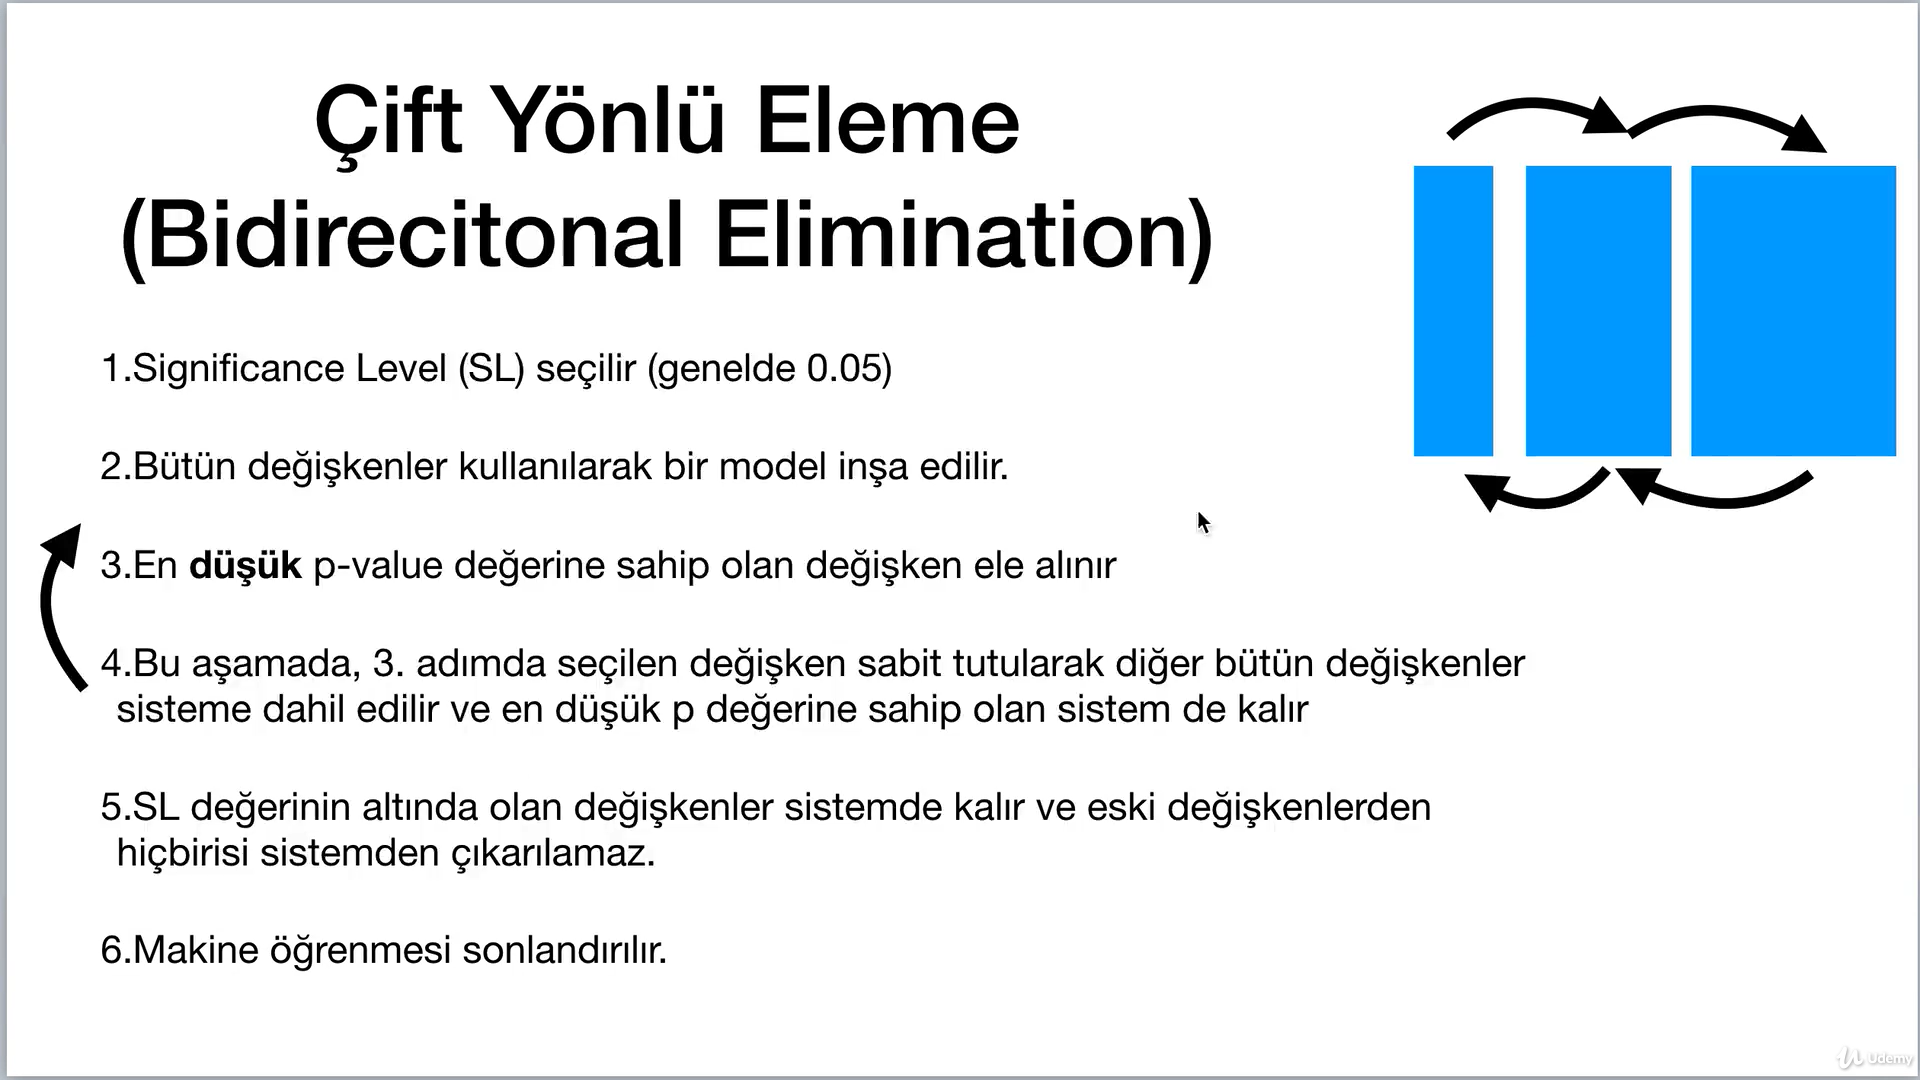 Çift Yönlü Eleme
(Bidirecitonal Elimination)
1.Significance Level (SL) seçilir (genelde 0.05)
2.Bütün değişkenler kullanılarak bir model inşa edilir.
3.En düşük p-value değerine sahip olan değişken ele alınır
4.Bu aşamada, 3. adımda seçilen değişken sabit tutularak diğer bütün değişkenler
sisteme dahil edilir ve en düşük p değerine sahip olan sistem de kalır
5.SL değerinin altında olan değişkenler sistemde kalır ve eski değişkenlerden
hiçbirisi sistemden çıkarılamaz.
6.Makine öğrenmesi sonlandırılır.
Udemy